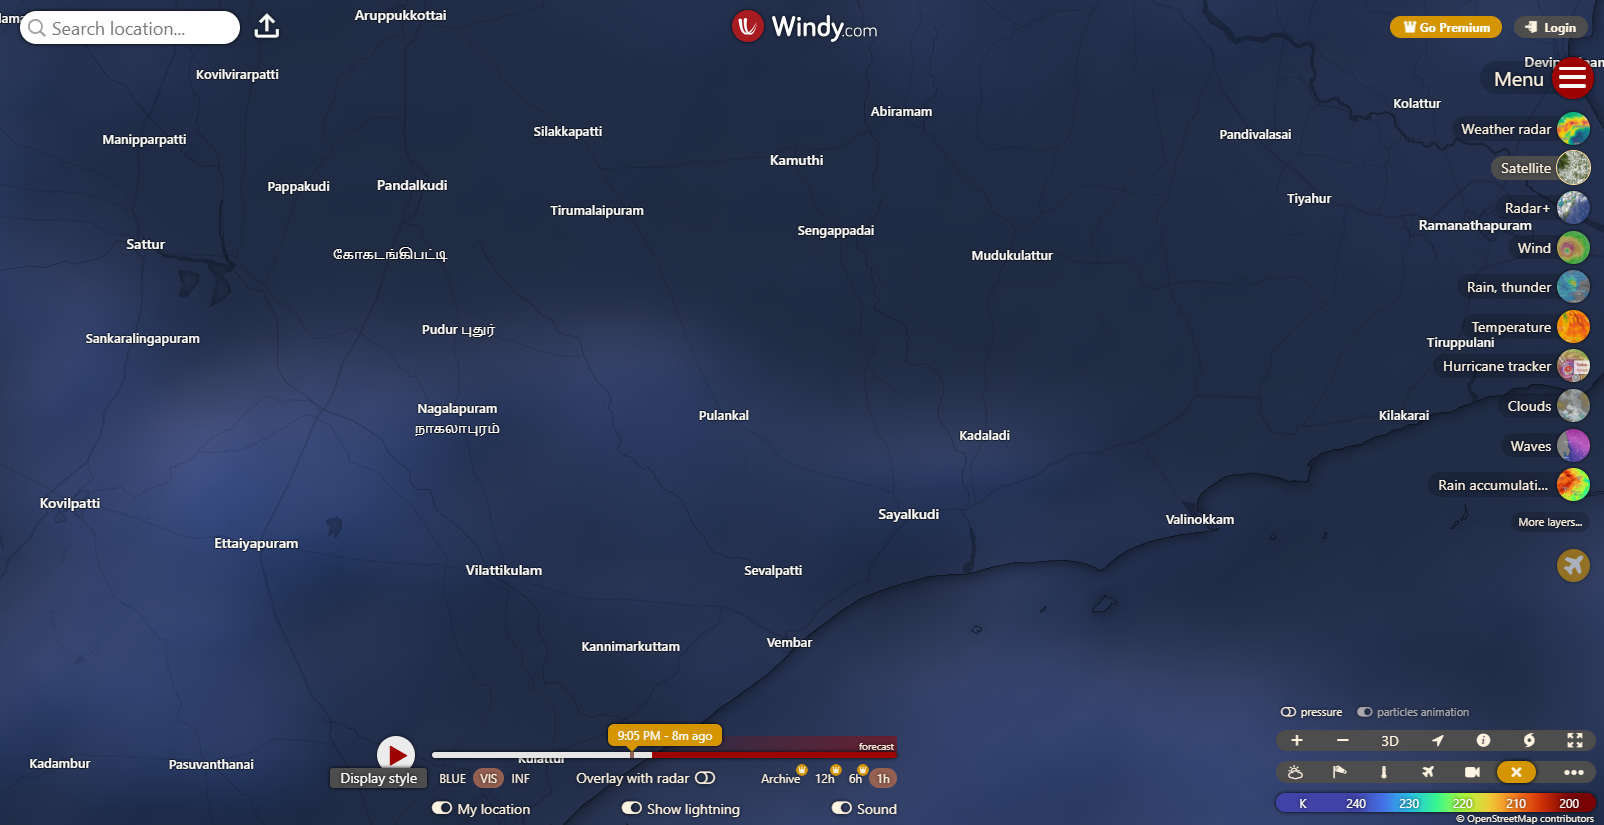 Search location...
Aruppukkottai
Windy.com
Go Premium
Login
Menu
Kovilvirarpatti
Abiramam
Kolattur
Manipparpatti
Silakkapatti
Pandivalasai
Weather radar
Kamuthi
Satellite
Pappakudi
Pandalkudi
Tirumalaipuram
Tiyahur
Radar+
Ramanathapuram
Sattur
கோகடங்கிபட்டி
Sengappadai
Mudukulattur
Wind
Rain, thunder
Sankaralingapuram
Pudur புதுர்
Temperature
Tiruppulani
Hurricane tracker
Nagalapuram
நாகலாபுரம்
Pulankal
Kadaladi
Kilakarai
Clouds
Waves
Rain accumulati...
Kovilpatti
Sayalkudi
Valinokkam
More layers...
Ettaiyapuram
Vilattikulam
Sevalpatti
Kannimarkuttam
Vembar
pressure
particles animation
9:05 PM - 8m ago
forecast
3D
Kadambur
Pasuvanthanai
Display style
BLUE
VIS
INF
Overlay with radar
Archive
12h
6h
1h
My location
Show lightning
Sound
K 240 230 220 210 200
© OpenStreetMap contributors